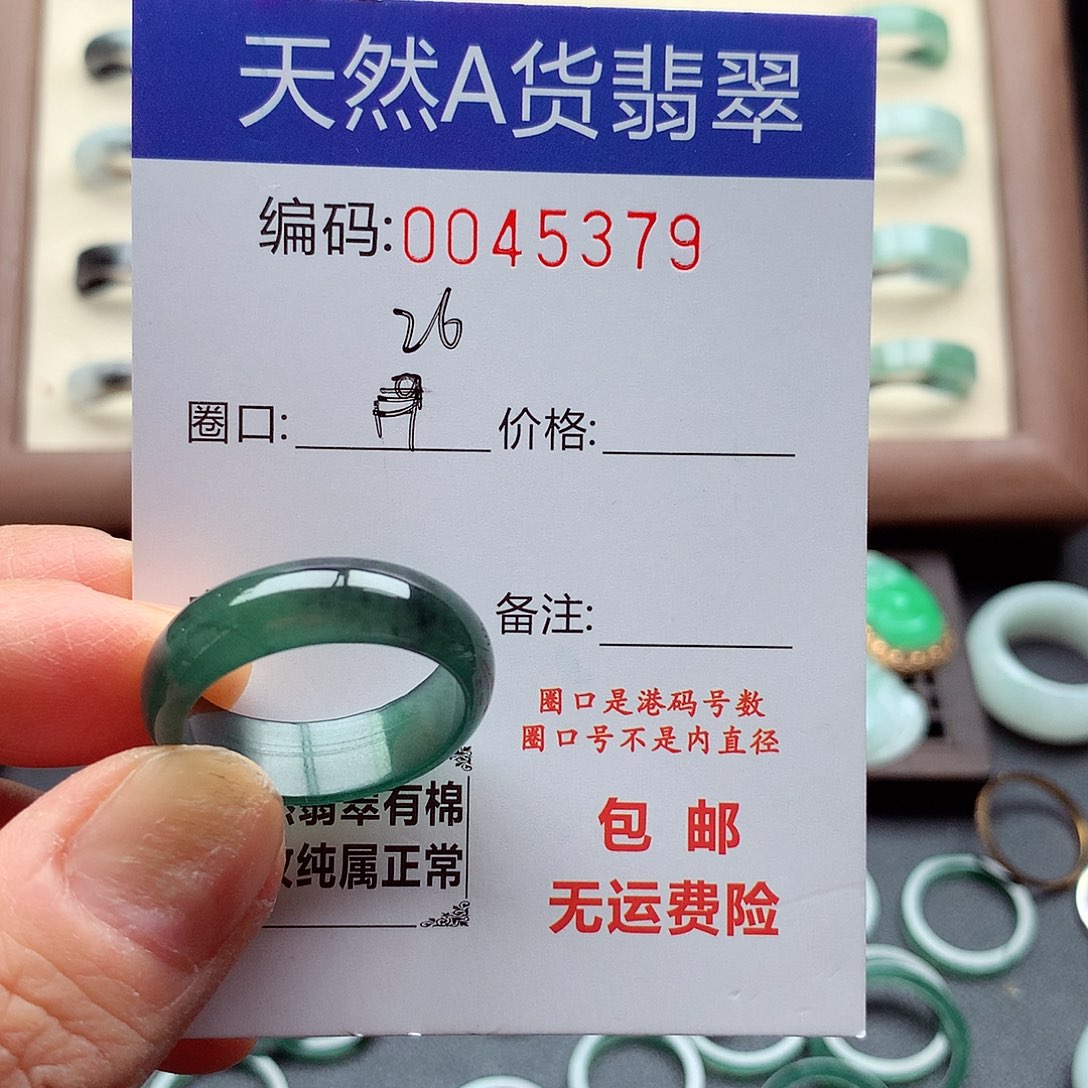 天然A货翡翠
编码:0045379
26
圈口: 价格:
备注:
圈口是港码号数
圈口号不是内直径
翡翠有棉
纯属正常
包邮
无运费险